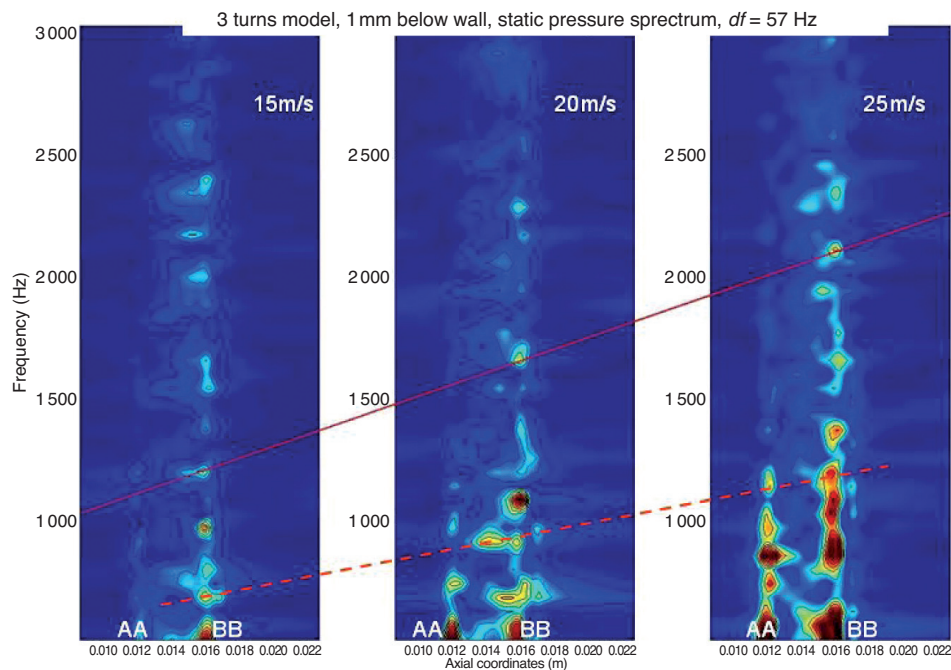 3 turns model, 1 mm below wall, static pressure sprectrum, df = 57 Hz
3 000
2 500
2 000
1 500
1 000
Frequency (Hz)
15m/s
20m/s
25m/s
AA
BB
AA
BB
AA
BB
0.010 0.012 0.014 0.016 0.018 0.020 0.022
0.010 0.012 0.014 0.016 0.018 0.020 0.022
0.010 0.012 0.014 0.016 0.018 0.020 0.022
3 000
2 500
2 000
1 500
1 000
3 000
2 500
2 000
1 500
1 000
Axial coordinates (m)